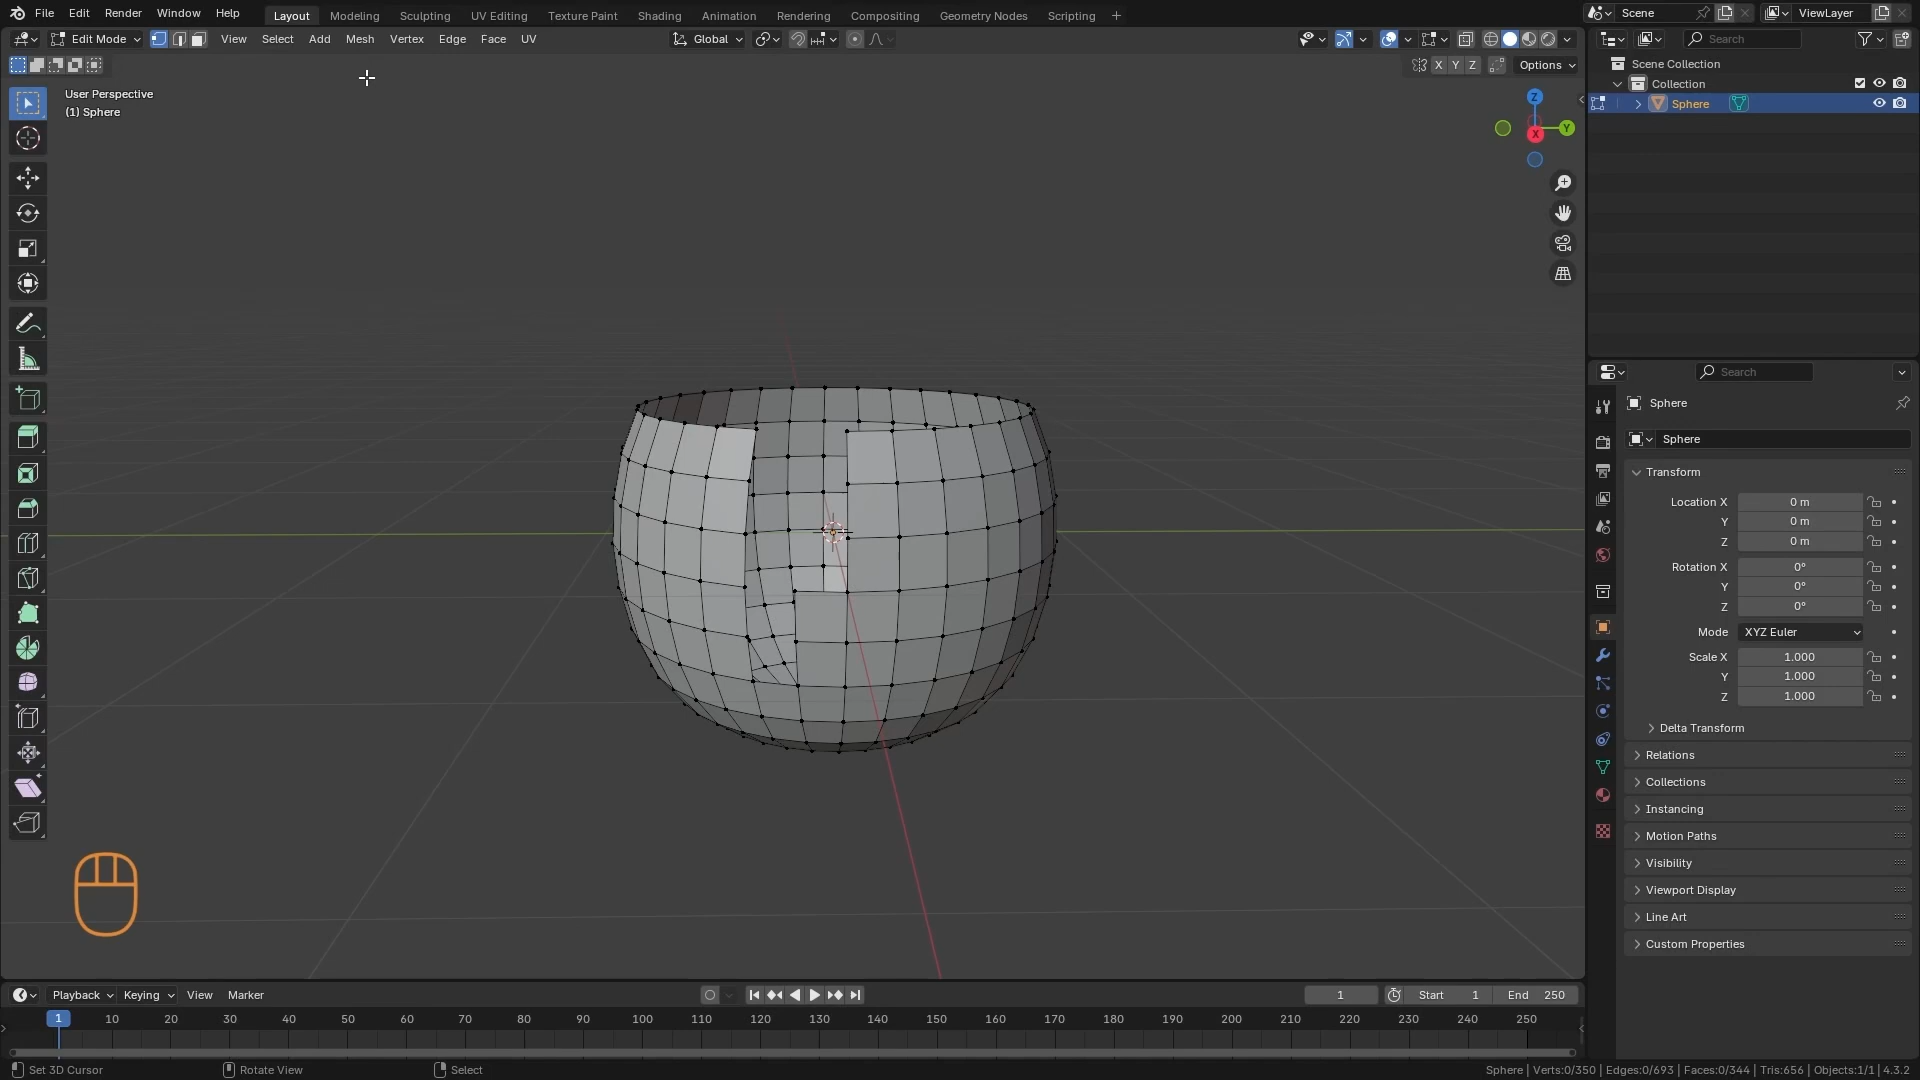 File Edit Render Window Help Layout Modeling Sculpting UV Editing Texture Paint Shading Animation Rendering Compositing Geometry Nodes Scripting + Scene ViewLayer
Edit Mode View Select Add Mesh Vertex Edge Face UV Global Search
X Y Z Options
Scene Collection
Collection
Sphere
User Perspective
(1) Sphere
Z
Y
X
Search
Sphere
Sphere
Transform
Location X 0 m
Y 0 m
Z 0 m
Rotation X 0°
Y 0°
Z 0°
Mode XYZ Euler
Scale X 1.000
Y 1.000
Z 1.000
Delta Transform
Relations
Collections
Instancing
Motion Paths
Visibility
Viewport Display
Line Art
Custom Properties
Playback Keying View Marker 1 Start 1 End 250
1 10 20 30 40 50 60 70 80 90 100 110 120 130 140 150 160 170 180 190 200 210 220 230 240 250
Set 3D Cursor Rotate View Select Sphere | Verts:0/350 | Edges:0/693 | Faces:0/344 | Tris:656 | Objects:1/1 | 4.3.2